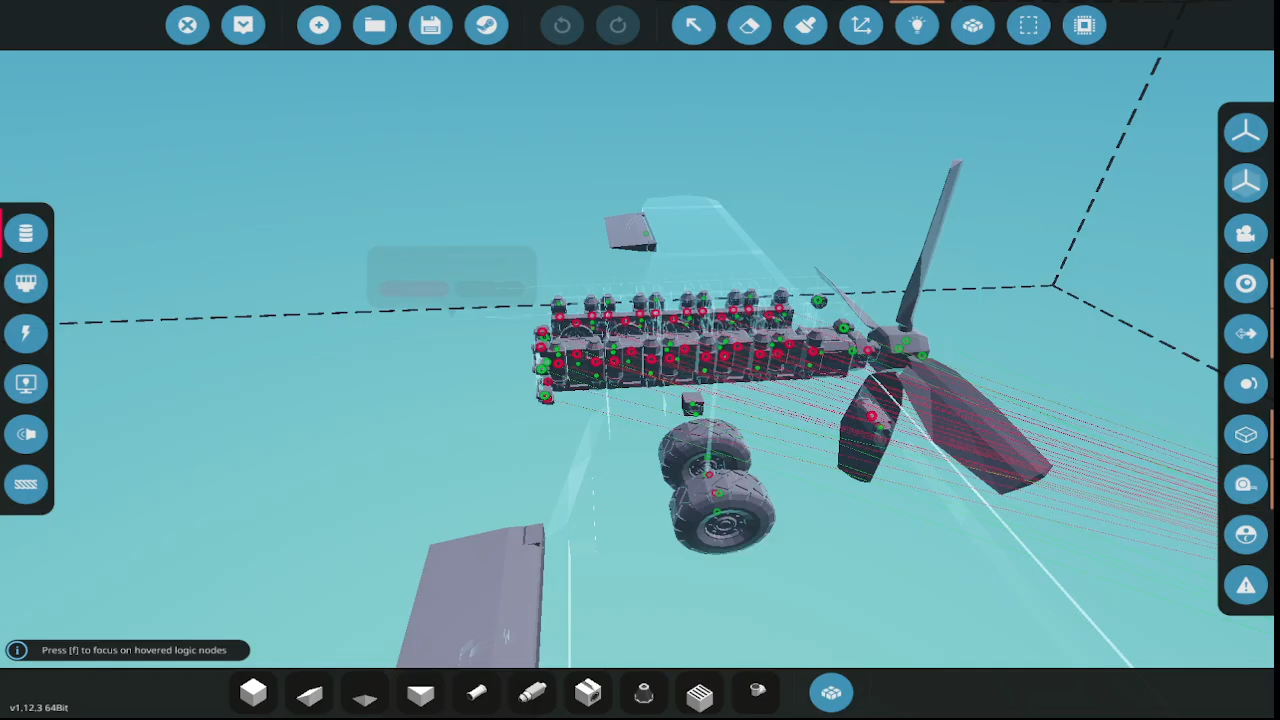 Press [f] to focus on hovered logic nodes
v1.12.3 64Bit